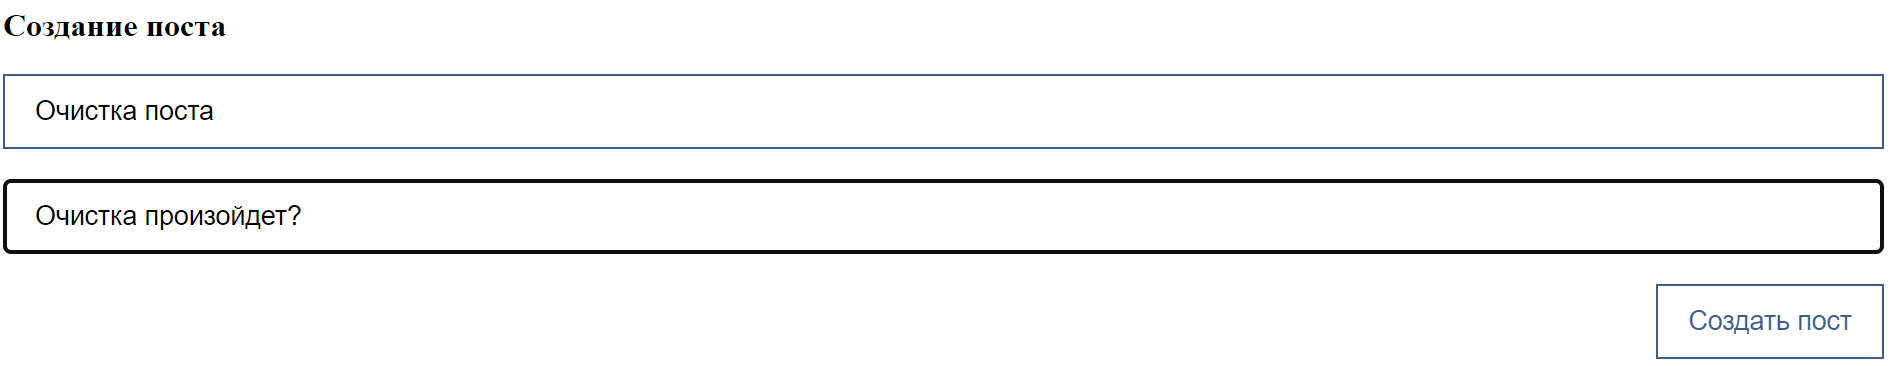 Создание поста
Очистка поста
Очистка произойдет?
Создать пост